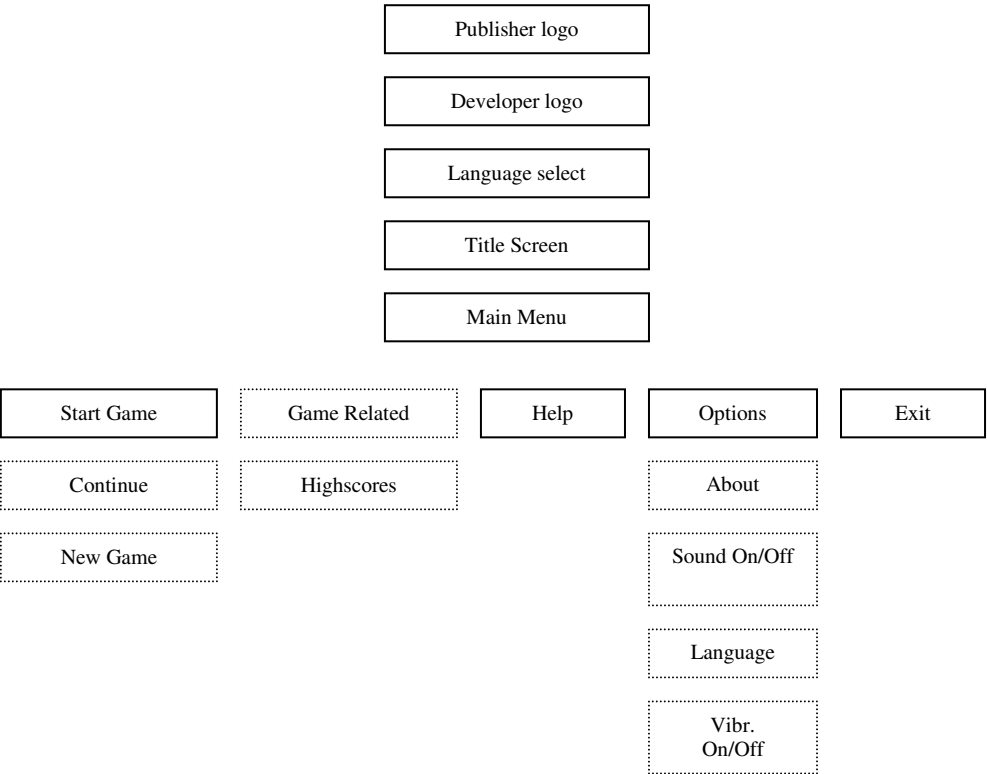 Publisher logo
Developer logo
Language select
Title Screen
Main Menu
Start Game
Game Related
Help
Options
Exit
Continue
Highscores
About
New Game
Sound On/Off
Language
Vibr.
On/Off